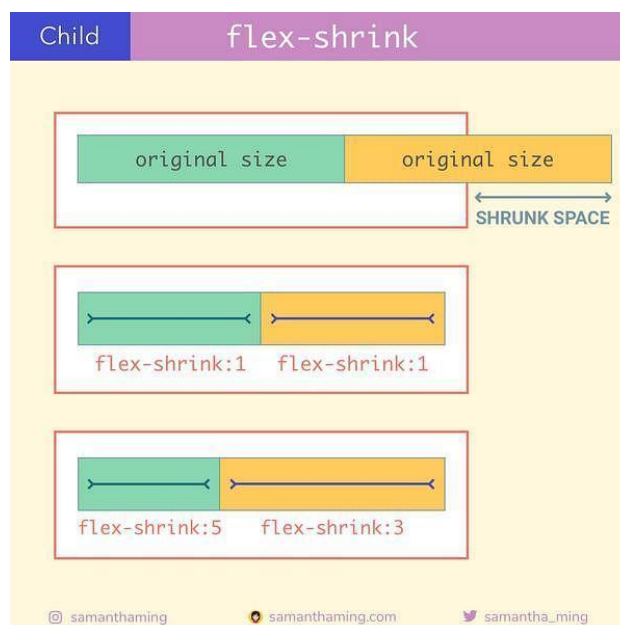 Child
flex-shrink
original size
original size
SHRUNK SPACE
flex-shrink:1
flex-shrink:1
flex-shrink:5
flex-shrink:3
samanthaming
samanthaming.com
samantha_ming